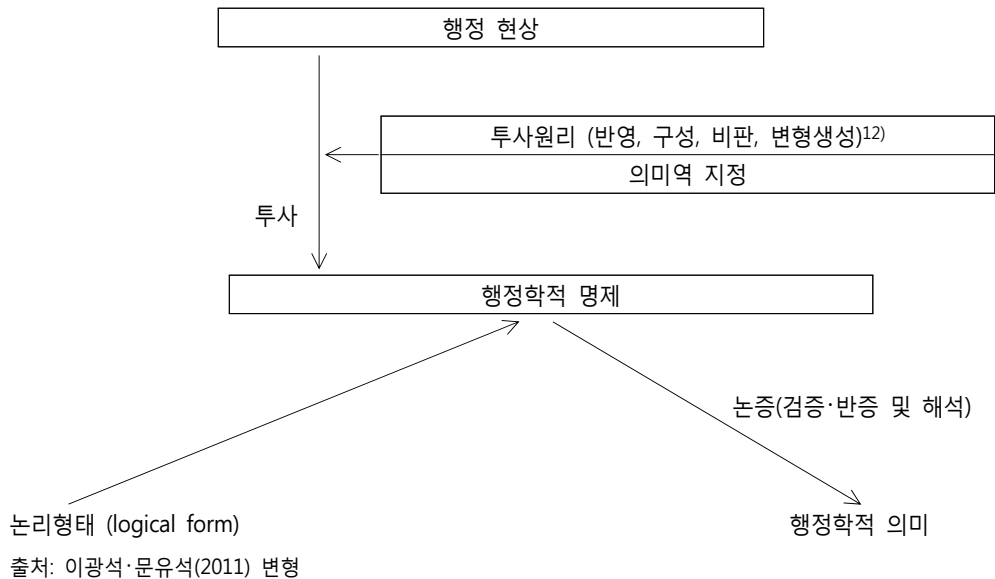 행정 현상
투사원리 (반영, 구성, 비판, 변형생성)12)
의미역 지정
투사
행정학적 명제
논증(검증·반증 및 해석)
논리형태 (logical form)
행정학적 의미
출처: 이광석·문유석(2011) 변형